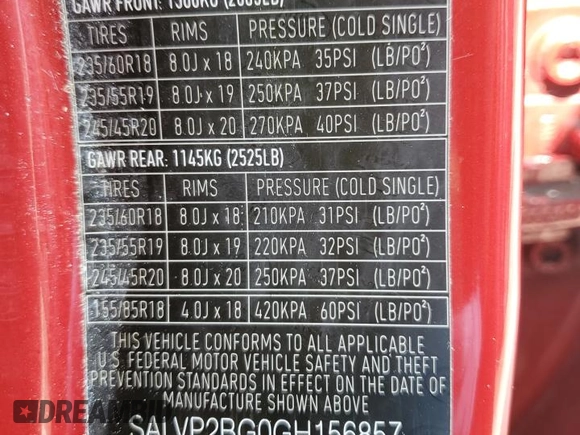 GAWR FRONT: 1300KG (2865LB)
TIRES RIMS PRESSURE (COLD SINGLE)
235/60R18 8.0J x 18 240KPA 35PSI (LB/PO²)
235/55R19 8.0J x 19 250KPA 37PSI (LB/PO²)
245/45R20 8.0J x 20 270KPA 40PSI (LB/PO²)
GAWR REAR: 1145KG (2525LB)
TIRES RIMS PRESSURE (COLD SINGLE)
235/60R18 8.0J x 18 210KPA 31PSI (LB/PO²)
235/55R19 8.0J x 19 220KPA 32PSI (LB/PO²)
245/45R20 8.0J x 20 250KPA 37PSI (LB/PO²)
155/85R18 4.0J x 18 420KPA 60PSI (LB/PO²)
THIS VEHICLE CONFORMS TO ALL APPLICABLE
U.S. FEDERAL MOTOR VEHICLE SAFETY AND THEFT
PREVENTION STANDARDS IN EFFECT ON THE DATE OF
MANUFACTURE SHOWN ABOVE
SALVP2BG0GH156857